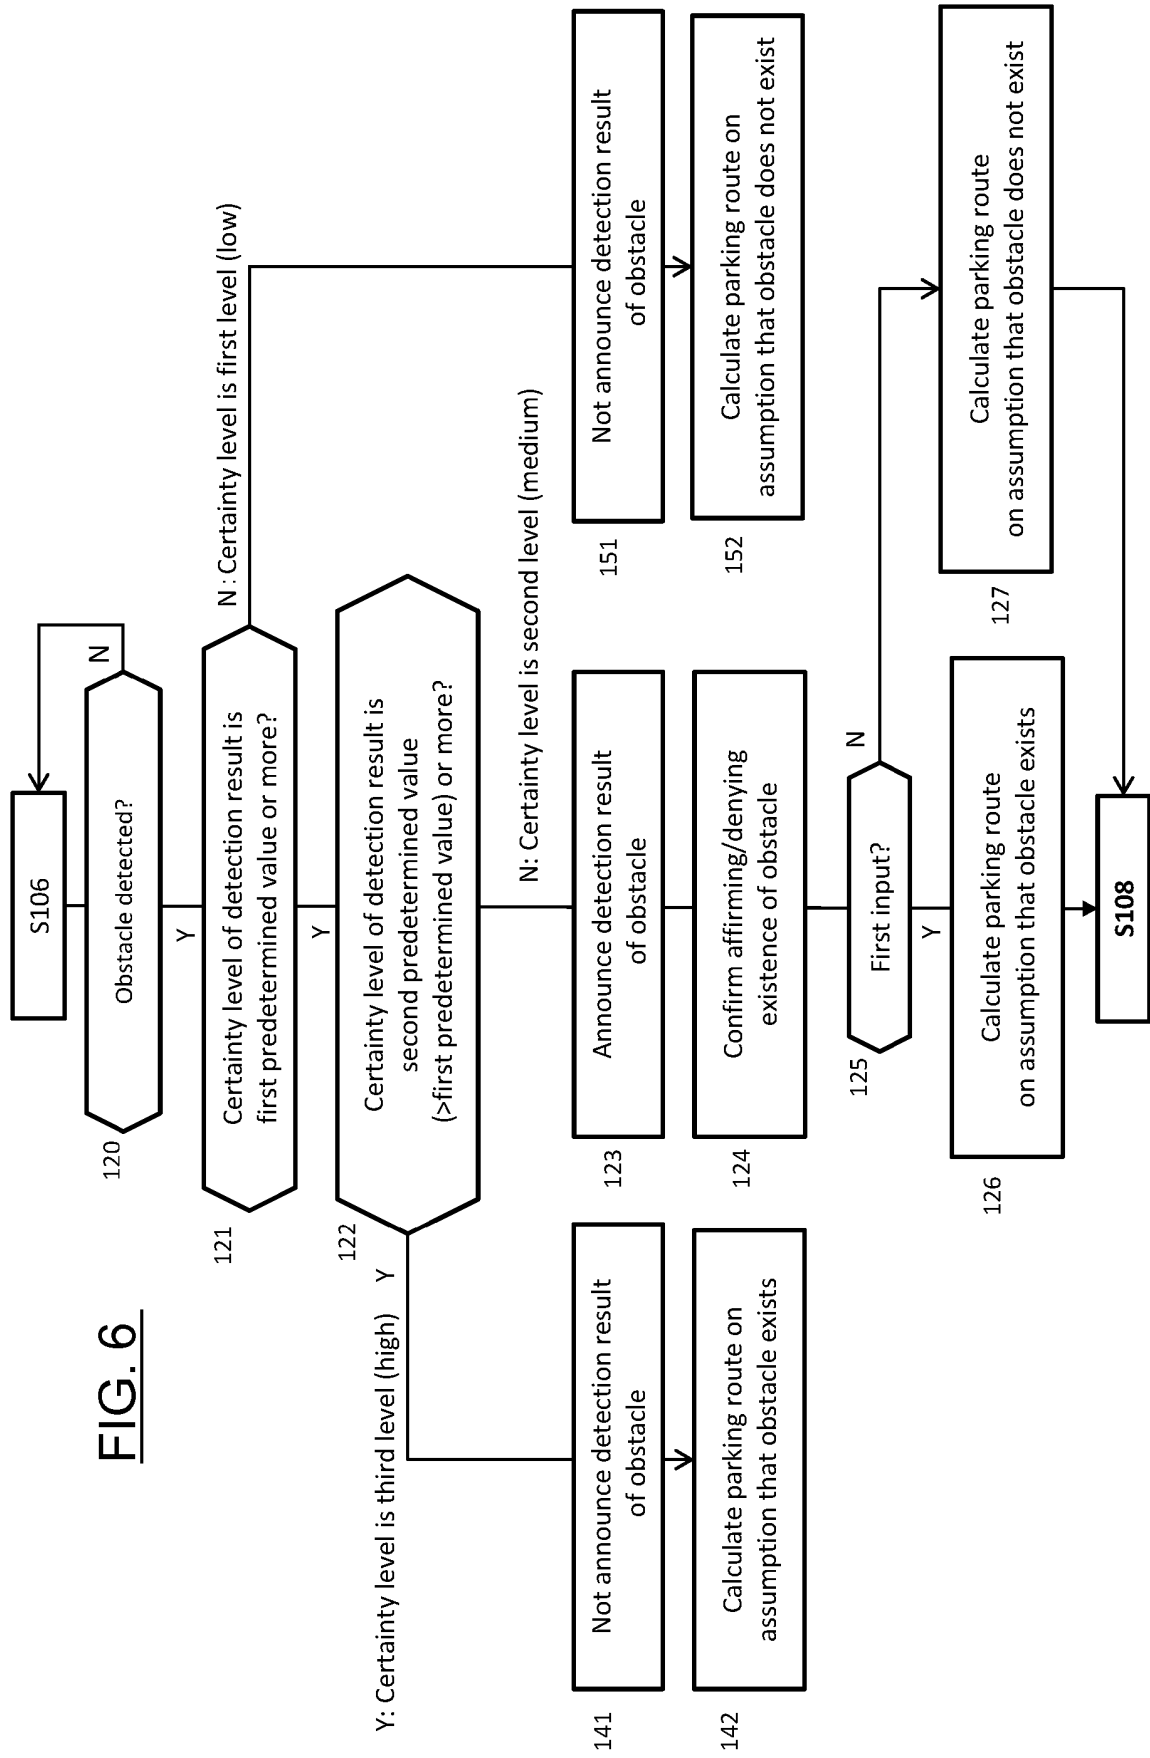 FIG. 6
S106
120
Obstacle detected?
N
Y
121
Certainty level of detection result is
first predetermined value or more?
N : Certainty level is first level (low)
Y
122
Certainty level of detection result is
second predetermined value
(>first predetermined value) or more?
Y: Certainty level is third level (high)
Y
N: Certainty level is second level (medium)
141
Not announce detection result
of obstacle
123
Announce detection result
of obstacle
151
Not announce detection result
of obstacle
142
Calculate parking route on
assumption that obstacle exists
124
Confirm affirming/denying
existence of obstacle
152
Calculate parking route on
assumption that obstacle does not exist
125
First input?
N
Y
126
Calculate parking route
on assumption that obstacle exists
127
Calculate parking route
on assumption that obstacle does not exist
S108